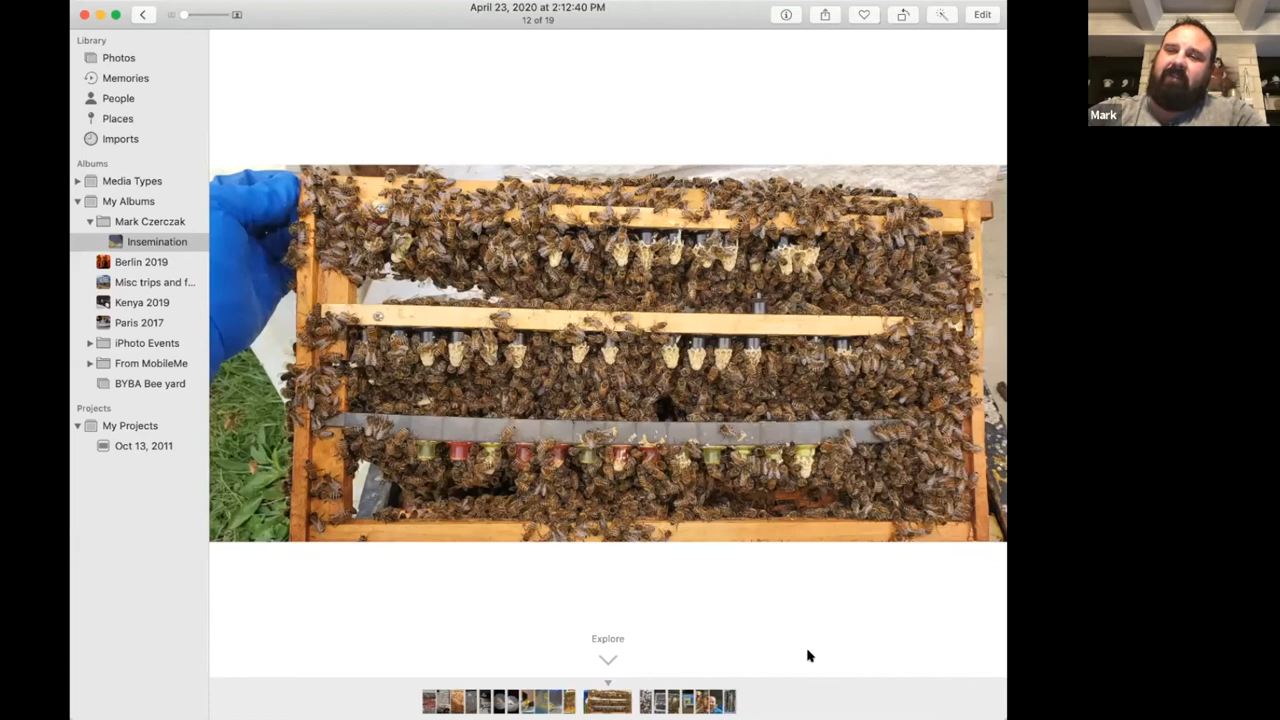 April 23, 2020 at 2:12:40 PM
12 of 19
Edit
Library
Photos
Memories
People
Places
Imports
Albums
Media Types
My Albums
Mark Czerczak
Insemination
Berlin 2019
Misc trips and f...
Kenya 2019
Paris 2017
iPhoto Events
From MobileMe
BYBA Bee yard
Projects
My Projects
Oct 13, 2011
Explore
Mark